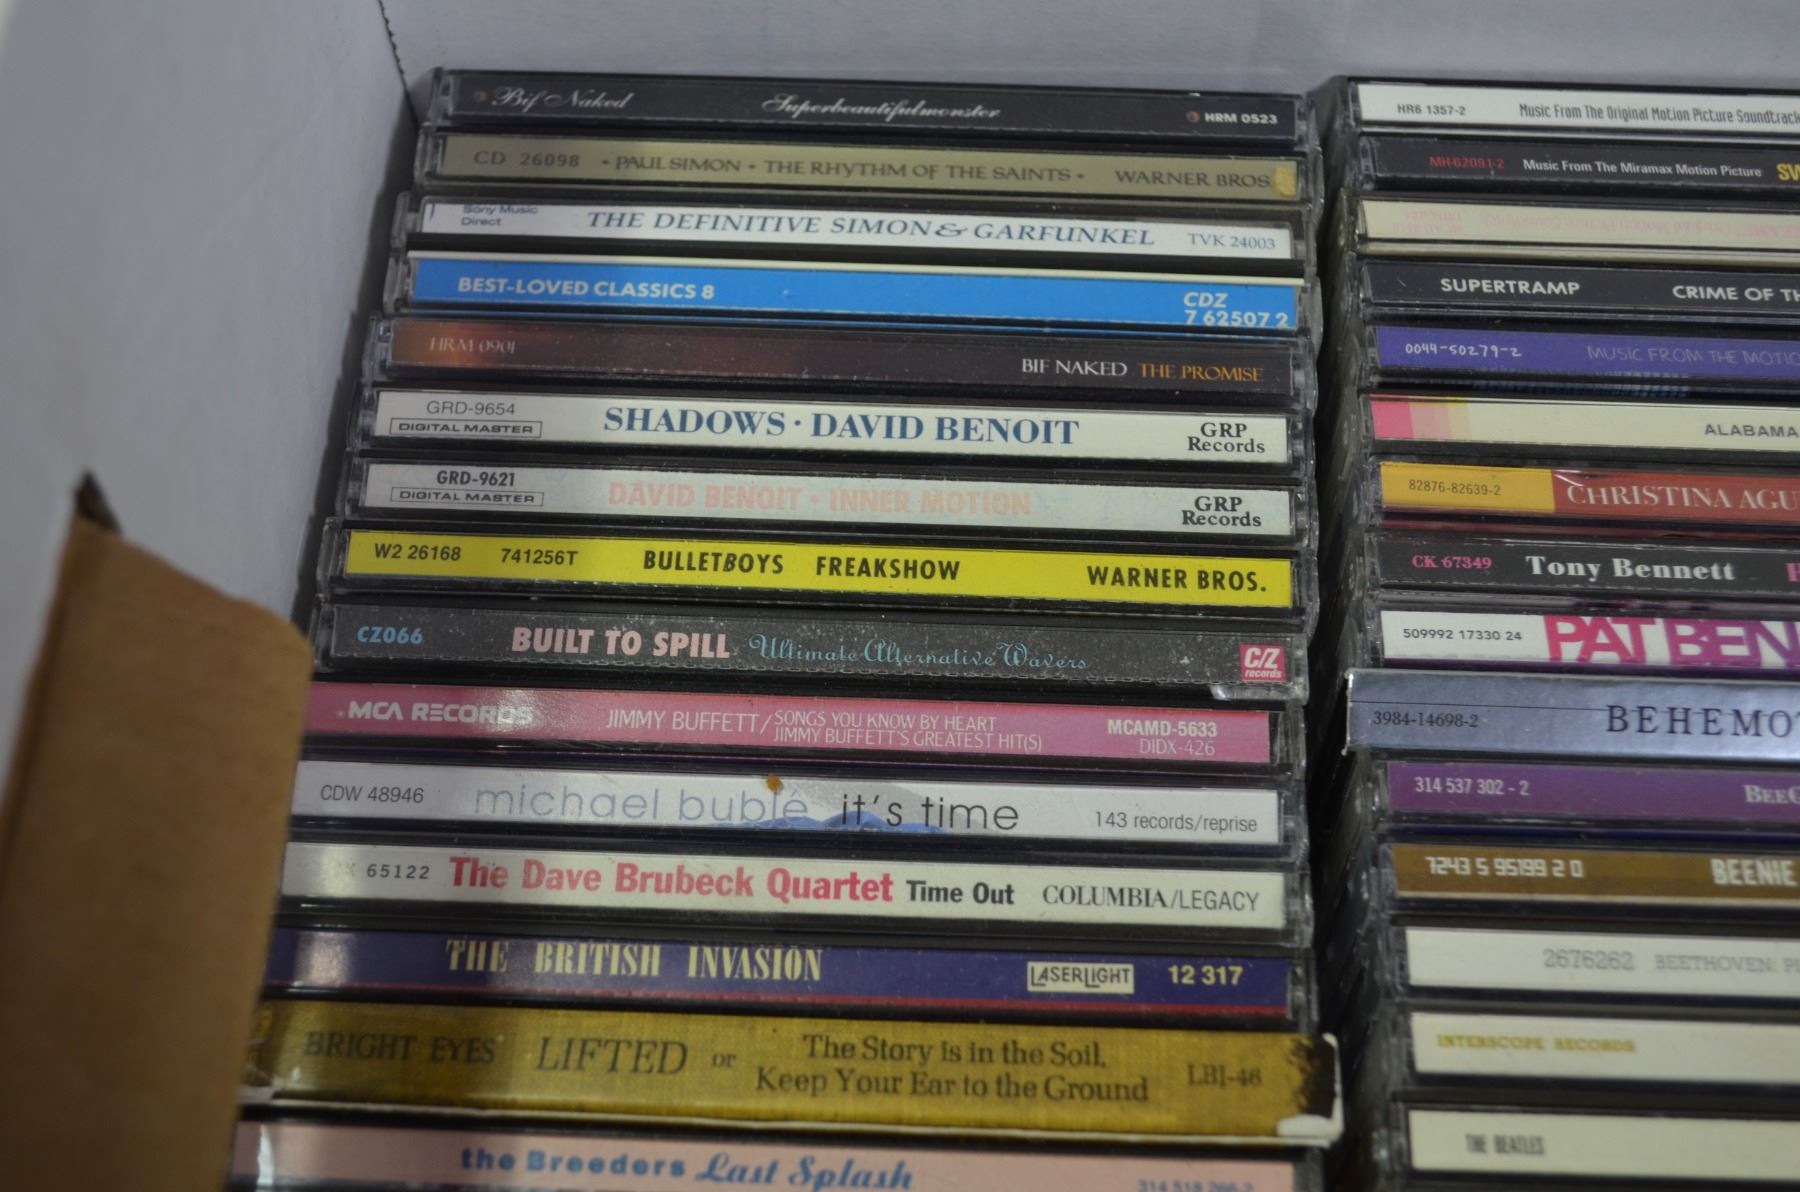 Bif Naked Superbeautifulmonster HRM 0523
CD 26098 • PAUL SIMON • THE RHYTHM OF THE SAINTS • WARNER BROS
Sony Music
Direct
THE DEFINITIVE SIMON & GARFUNKEL TVK 24003
BEST-LOVED CLASSICS 8
CDZ
7 62507 2
HRM 0901 BIF NAKED THE PROMISE
GRD-9654
DIGITAL MASTER
SHADOWS · DAVID BENOIT
GRP
Records
GRD-9621
DIGITAL MASTER
DAVID BENOIT · INNER MOTION
GRP
Records
W2 26168 741256T BULLETBOYS FREAKSHOW WARNER BROS.
CZ066 BUILT TO SPILL Ultimate Alternative Wavers
C/Z
records
MCA RECORDS
JIMMY BUFFETT/ SONGS YOU KNOW BY HEART
JIMMY BUFFETT'S GREATEST HIT(S)
MCAMD-5633
DIDX-426
CDW 48946 michael bublé it's time 143 records/reprise
65122 The Dave Brubeck Quartet Time Out COLUMBIA/LEGACY
THE BRITISH INVASION LASERLIGHT 12 317
BRIGHT EYES LIFTED or
The Story is in the Soil,
Keep Your Ear to the Ground
LBJ-46
the Breeders Last Splash 314 518 266-2
HR6 1357-2 Music From The Original Motion Picture Soundtrack
MH-62081-2 Music From The Miramax Motion Picture SW
SUPERTRAMP CRIME OF TH
0044-50279-2 MUSIC FROM THE MOTIO
ALABAMA
82876-82639-2 CHRISTINA AGU
CK 67349 Tony Bennett
509992 17330 24 PAT BEN
3984-14698-2 BEHEMO
314 537 302 - 2 BEEG
7243 5 95199 2 0 BEENIE
2676262 BEETHOVEN: PI
INTERSCOPE RECORDS
THE BEATLES